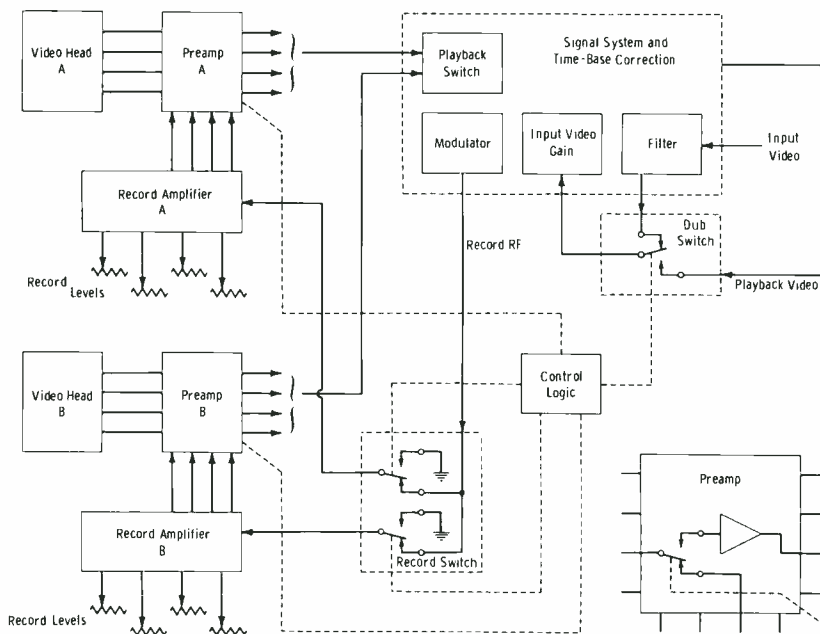 Video Head
A
Preamp
A
Playback
Switch
Signal System and
Time-Base Correction
Modulator
Input Video
Gain
Filter
Input
Video
Record Amplifier
A
Record RF
Dub
Switch
Playback Video
Record
Levels
Video Head
B
Preamp
B
Control
Logic
Record Amplifier
B
Record Switch
Record Levels
Preamp